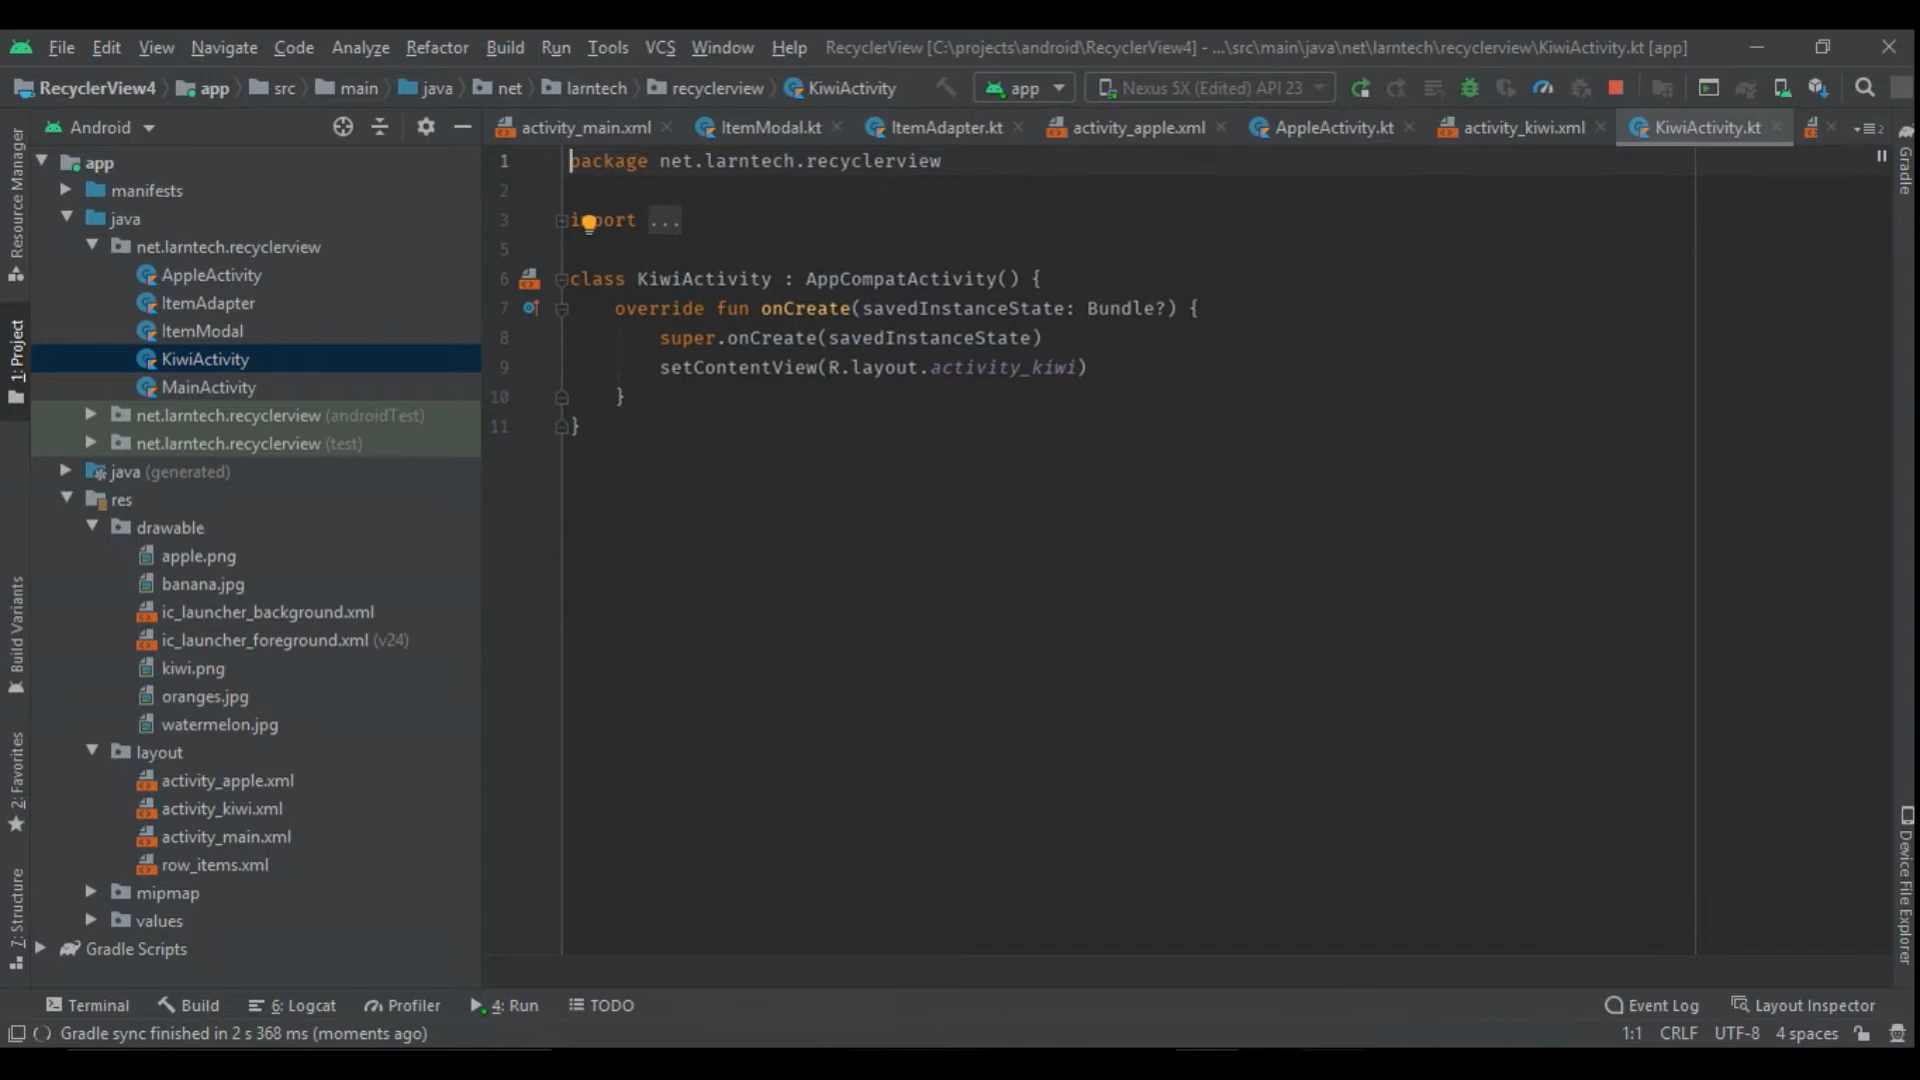 File Edit View Navigate Code Analyze Refactor Build Run Tools VCS Window Help RecyclerView [C:\projects\android\RecyclerView4] - ...\src\main\java\net\larntech\recyclerview\KiwiActivity.kt [app]
RecyclerView4 app src main java net larntech recyclerview KiwiActivity app Nexus 5X (Edited) API 23
Android
activity_main.xml ItemModal.kt ItemAdapter.kt activity_apple.xml AppleActivity.kt activity_kiwi.xml KiwiActivity.kt 2
Resource Manager
1: Project
Build Variants
2: Favorites
7: Structure
app
manifests
java
net.larntech.recyclerview
AppleActivity
ItemAdapter
ItemModal
KiwiActivity
MainActivity
net.larntech.recyclerview (androidTest)
net.larntech.recyclerview (test)
java (generated)
res
drawable
apple.png
banana.jpg
ic_launcher_background.xml
ic_launcher_foreground.xml (v24)
kiwi.png
oranges.jpg
watermelon.jpg
layout
activity_apple.xml
activity_kiwi.xml
activity_main.xml
row_items.xml
mipmap
values
Gradle Scripts
1 package net.larntech.recyclerview
2
3 import ...
5
6 class KiwiActivity : AppCompatActivity() {
7 override fun onCreate(savedInstanceState: Bundle?) {
8 super.onCreate(savedInstanceState)
9 setContentView(R.layout.activity_kiwi)
10 }
11 }
Gradle
Device File Explorer
Terminal Build 6: Logcat Profiler 4: Run TODO Event Log Layout Inspector
Gradle sync finished in 2 s 368 ms (moments ago) 1:1 CRLF UTF-8 4 spaces